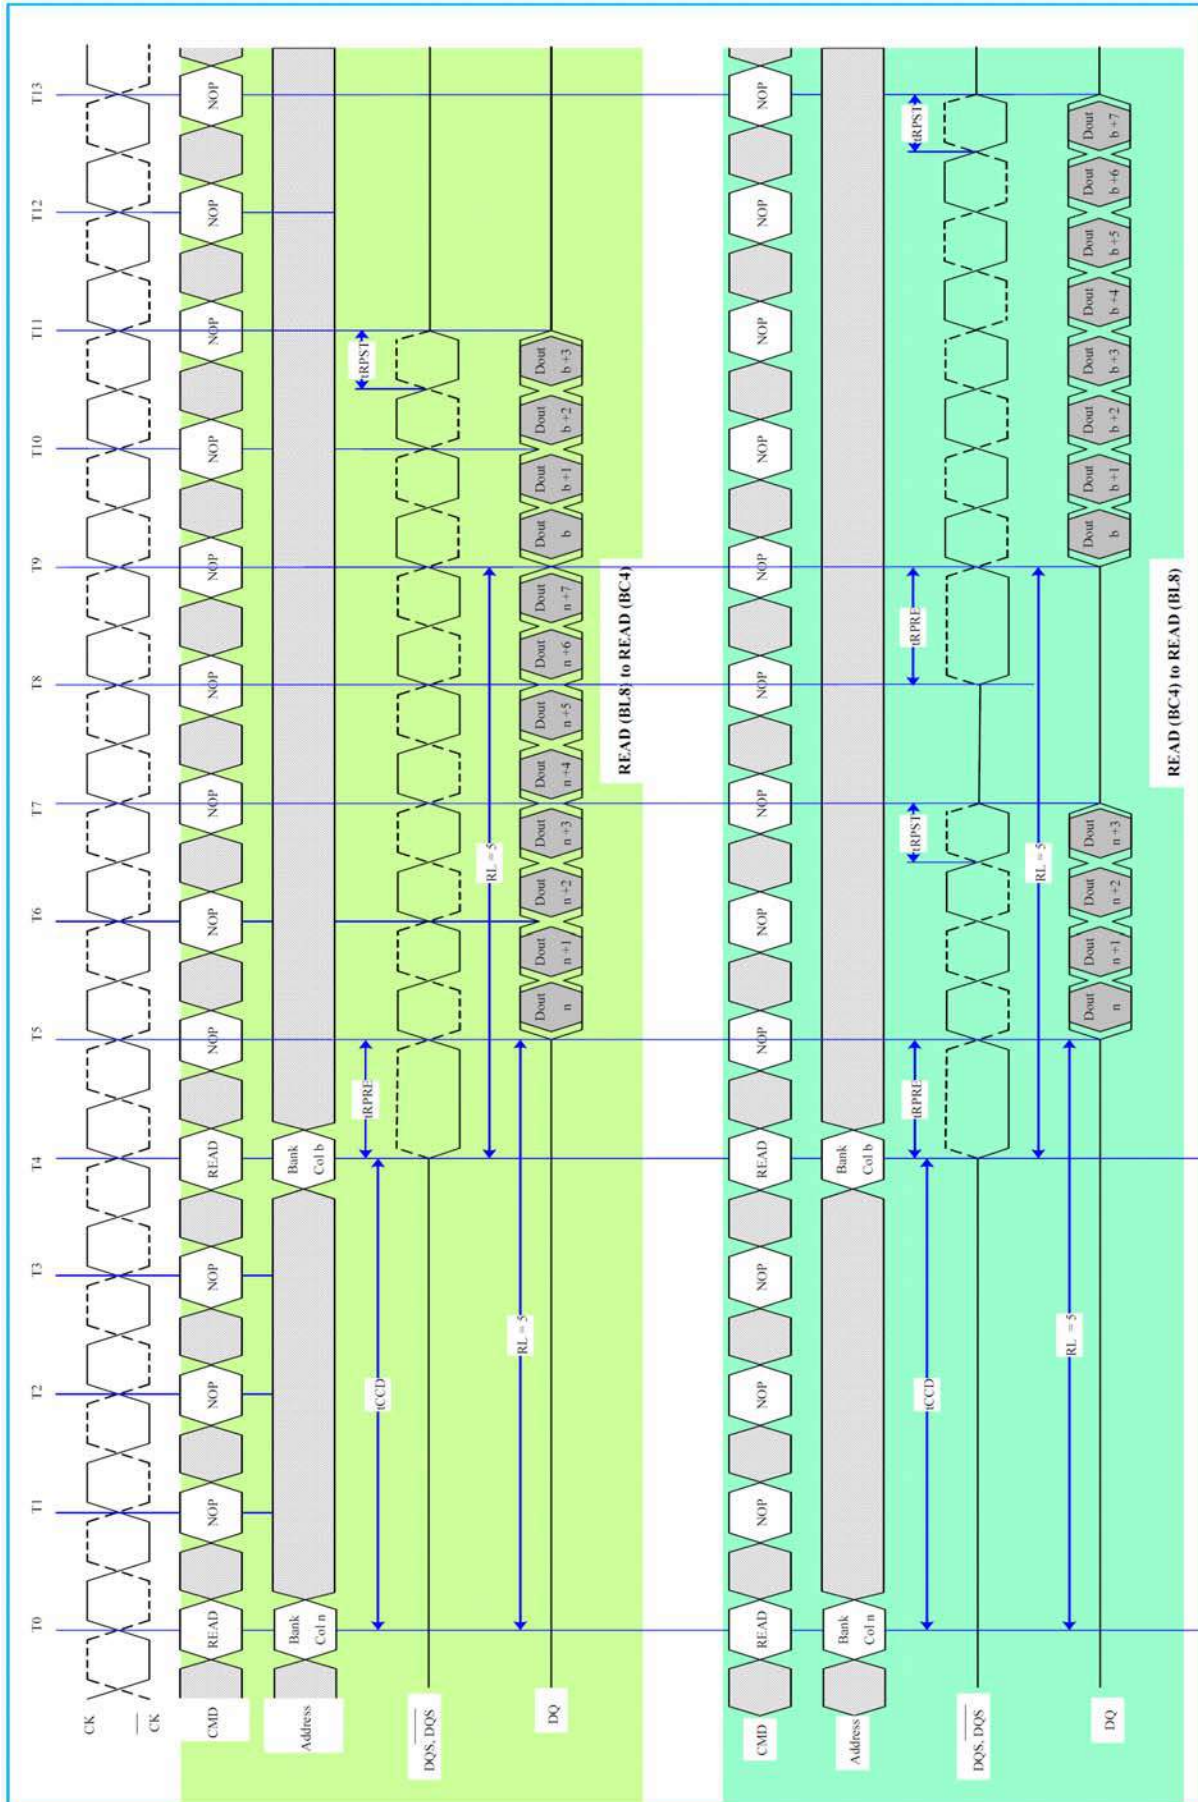 T0 T1 T2 T3 T4 T5 T6 T7 T8 T9 T10 T11 T12 T13
CK
CK
CMD
READ NOP NOP NOP READ NOP NOP NOP NOP NOP NOP NOP NOP NOP
Address
Bank Bank
Col n Col b
tCCD
tRPRE
tRPST
DQS, DQS
RL = 5
RL = 5
DQ
Dout Dout Dout Dout Dout Dout Dout Dout Dout Dout Dout Dout
n n +1 n +2 n +3 n +4 n +5 n +6 n +7 b b +1 b +2 b +3
READ (BL8) to READ (BC4)
CMD
READ NOP NOP NOP READ NOP NOP NOP NOP NOP NOP NOP NOP NOP
Address
Bank Bank
Col n Col b
tCCD
tRPRE
tRPST
tRPRE
tRPST
DQS, DQS
RL = 5
RL = 5
DQ
Dout Dout Dout Dout Dout Dout Dout Dout Dout Dout Dout Dout
n n +1 n +2 n +3 b b +1 b +2 b +3 b +4 b +5 b +6 b +7
READ (BC4) to READ (BL8)